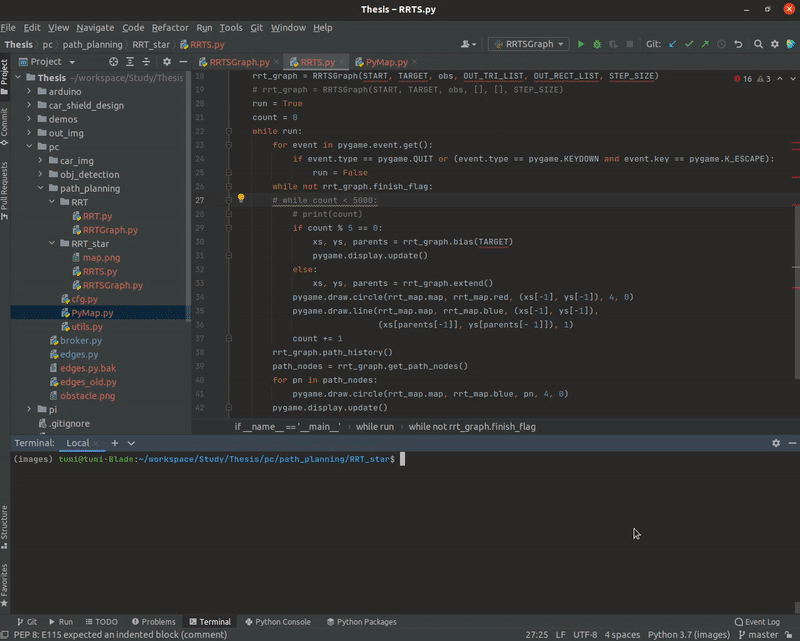 Thesis – RRTS.py
File Edit View Navigate Code Refactor Run Tools Git Window Help
Thesis pc path_planning RRT_star RRTS.py RRTSGraph Git:
Project RRTSGraph.py RRTS.py PyMap.py
Project
Commit
Pull Requests
Structure
Favorites
Thesis ~/workspace/Study/Thesis
arduino
car_shield_design
demos
out_img
pc
car_img
obj_detection
path_planning
RRT
RRT.py
RRTGraph.py
RRT_star
map.png
RRTS.py
RRTSGraph.py
cfg.py
PyMap.py
utils.py
broker.py
edges.py
edges.py.bak
edges_old.py
obstacle.png
pi
.gitignore
16 3
18 rrt_graph = RRTSGraph(START, TARGET, obs, OUT_TRI_LIST, OUT_RECT_LIST, STEP_SIZE)
19 # rrt_graph = RRTSGraph(START, TARGET, obs, [], [], STEP_SIZE)
20 run = True
21 count = 0
22 while run:
23 for event in pygame.event.get():
24 if event.type == pygame.QUIT or (event.type == pygame.KEYDOWN and event.key == pygame.K_ESCAPE):
25 run = False
26 while not rrt_graph.finish_flag:
27 # while count < 5000:
28 # print(count)
29 if count % 5 == 0:
30 xs, ys, parents = rrt_graph.bias(TARGET)
31 pygame.display.update()
32 else:
33 xs, ys, parents = rrt_graph.extend()
34 pygame.draw.circle(rrt_map.map, rrt_map.red, (xs[-1], ys[-1]), 4, 0)
35 pygame.draw.line(rrt_map.map, rrt_map.blue, (xs[-1], ys[-1]),
36 (xs[parents[-1]], ys[parents[- 1]]), 1)
37 count += 1
38 rrt_graph.path_history()
39 path_nodes = rrt_graph.get_path_nodes()
40 for pn in path_nodes:
41 pygame.draw.circle(rrt_map.map, rrt_map.blue, pn, 4, 0)
42 pygame.display.update()
if __name__ == '__main__' while run while not rrt_graph.finish_flag
Terminal: Local
(images) tumi@tumi-Blade:~/workspace/Study/Thesis/pc/path_planning/RRT_star$
Git Run TODO Problems Terminal Python Console Python Packages Event Log
PEP 8: E115 expected an indented block (comment) 27:25 LF UTF-8 4 spaces Python 3.7 (images) master